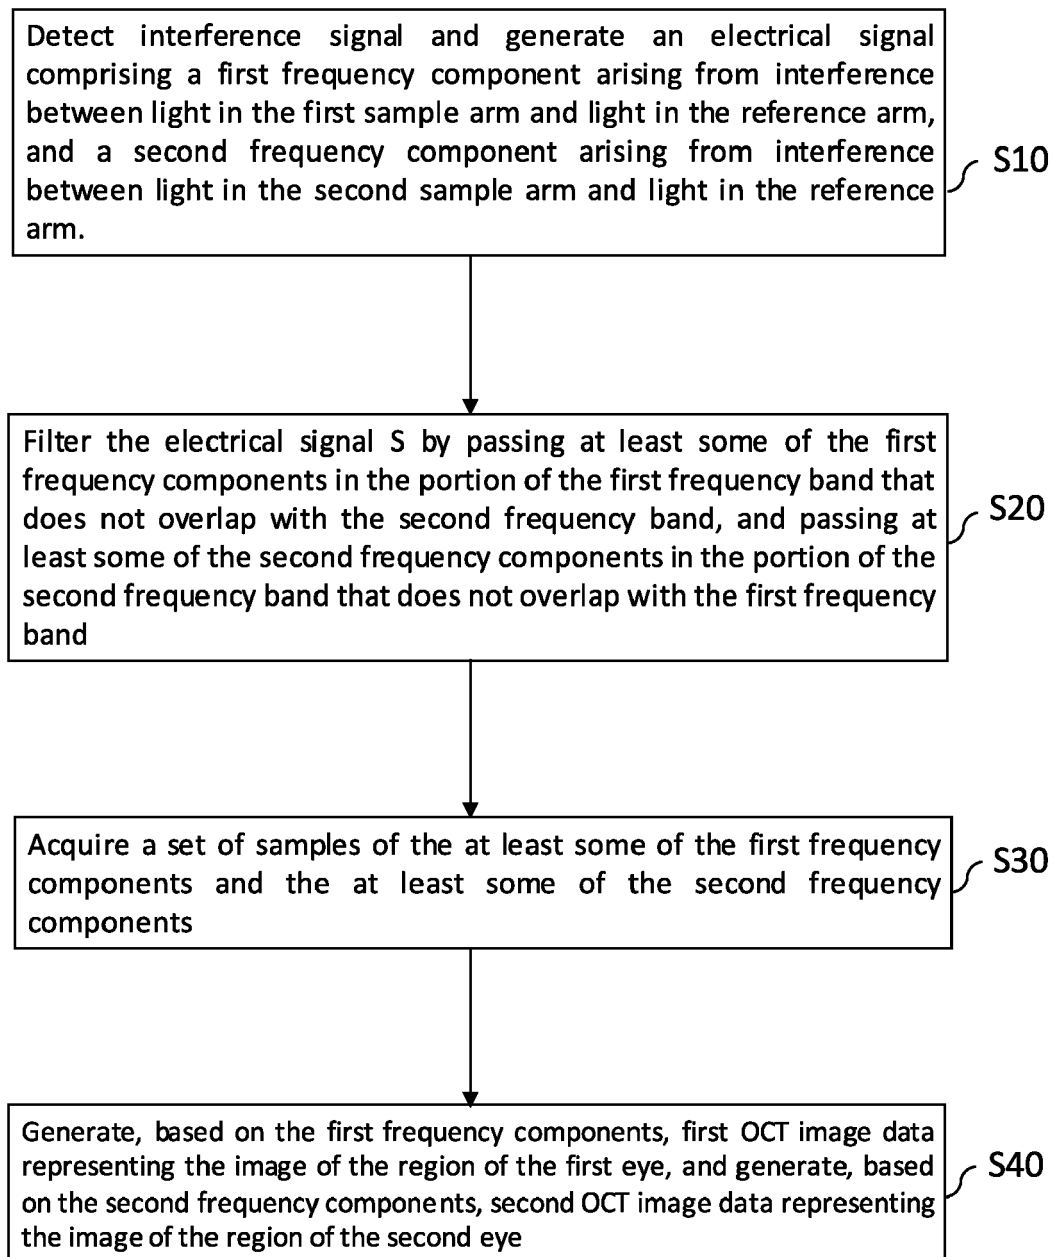 Detect interference signal and generate an electrical signal
comprising a first frequency component arising from interference
between light in the first sample arm and light in the reference arm,
and a second frequency component arising from interference
between light in the second sample arm and light in the reference
arm.
S10
Filter the electrical signal S by passing at least some of the first
frequency components in the portion of the first frequency band that
does not overlap with the second frequency band, and passing at
least some of the second frequency components in the portion of the
second frequency band that does not overlap with the first frequency
band
S20
Acquire a set of samples of the at least some of the first frequency
components and the at least some of the second frequency
components
S30
Generate, based on the first frequency components, first OCT image data
representing the image of the region of the first eye, and generate, based
on the second frequency components, second OCT image data representing
the image of the region of the second eye
S40